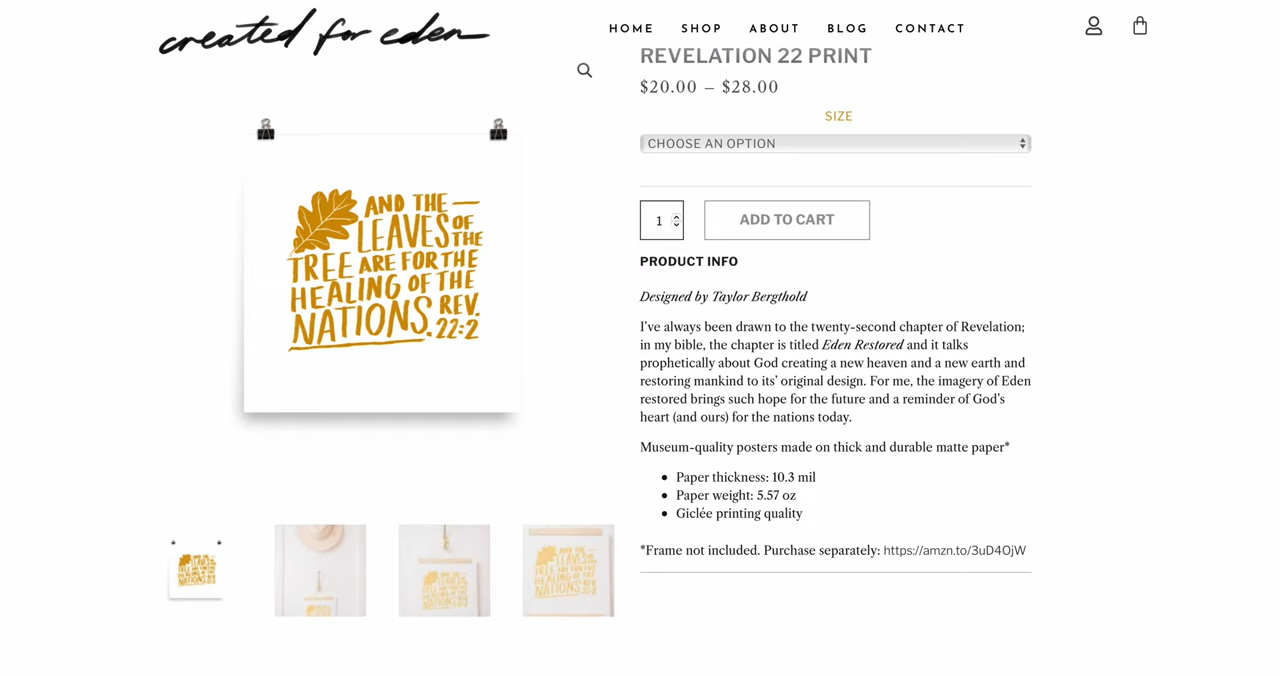 created for eden
HOME SHOP ABOUT BLOG CONTACT
REVELATION 22 PRINT
$20.00 – $28.00
SIZE
CHOOSE AN OPTION
1
ADD TO CART
AND THE
LEAVES OF THE
TREE ARE FOR THE
HEALING OF THE
NATIONS. REV. 22:2
PRODUCT INFO
Designed by Taylor Bergthold
I've always been drawn to the twenty-second chapter of Revelation;
in my bible, the chapter is titled Eden Restored and it talks
prophetically about God creating a new heaven and a new earth and
restoring mankind to its' original design. For me, the imagery of Eden
restored brings such hope for the future and a reminder of God's
heart (and ours) for the nations today.
Museum-quality posters made on thick and durable matte paper*
● Paper thickness: 10.3 mil
● Paper weight: 5.57 oz
● Giclée printing quality
*Frame not included. Purchase separately: https://amzn.to/3uD4OjW